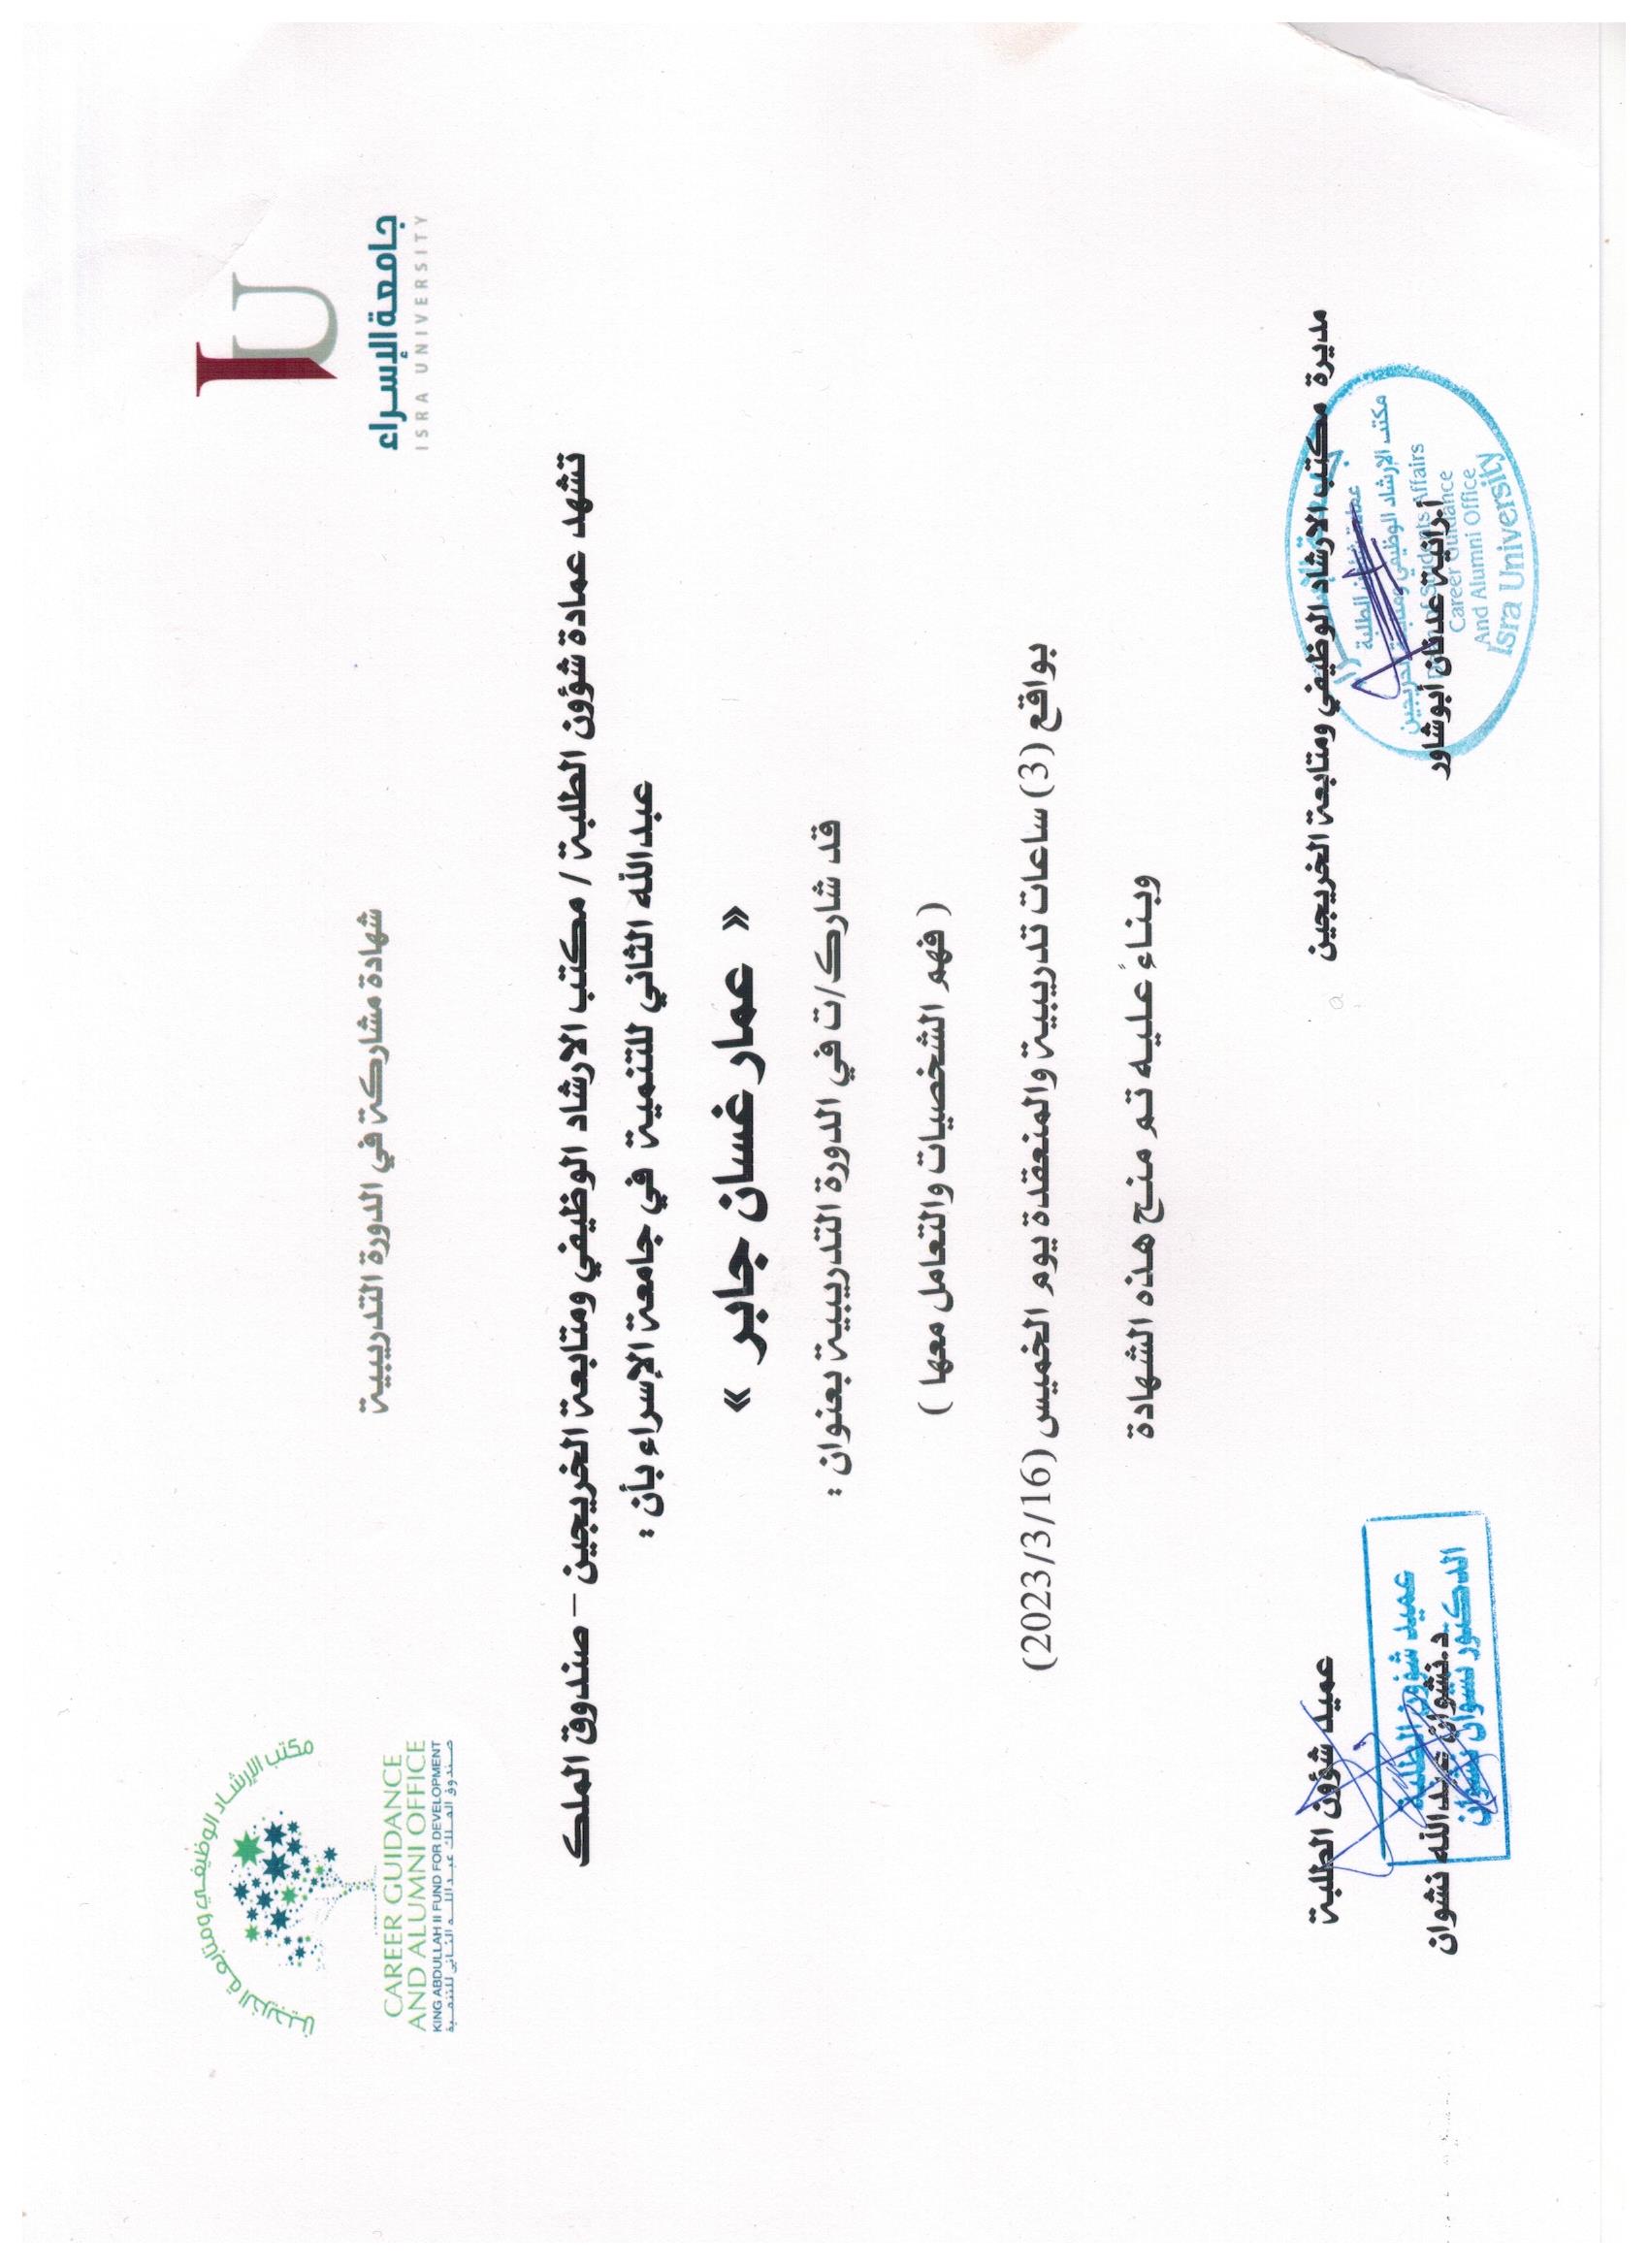 مكتب الإرشاد الوظيفي ومتابعة الخريجين
CAREER GUIDANCE
AND ALUMNI OFFICE
KING ABDULLAH II FUND FOR DEVELOPMENT
صندوق الملك عبدالله الثاني للتنمية
IU
جامعة الإسراء
ISRA UNIVERSITY
شهادة مشاركة في الدورة التدريبية
تشهد عمادة شؤون الطلبة / مكتب الارشاد الوظيفي ومتابعة الخريجين – صندوق الملك
عبدالله الثاني للتنمية في جامعة الإسراء بأن :
« عمار غسان جابر »
قد شارك/ت في الدورة التدريبية بعنوان :
( فهم الشخصيات والتعامل معها )
بواقع (3) ساعات تدريبية والمنعقدة يوم الخميس (2023/3/16)
وبناءً عليه تم منح هذه الشهادة
مديرة مكتب الارشاد الوظيفي ومتابعة الخريجين
أ.رانية عدنان أبوشاور
جامعة الإسراء
عمادة شؤون الطلبة
مكتب الإرشاد الوظيفي ومتابعة الخريجين
of Students Affairs
Career Guidance
And Alumni Office
Isra University
عميد شؤون الطلبة
د.نشوان عبدالله نشوان
عميد شؤون الطلبة
الدكتور نشوان نشوان